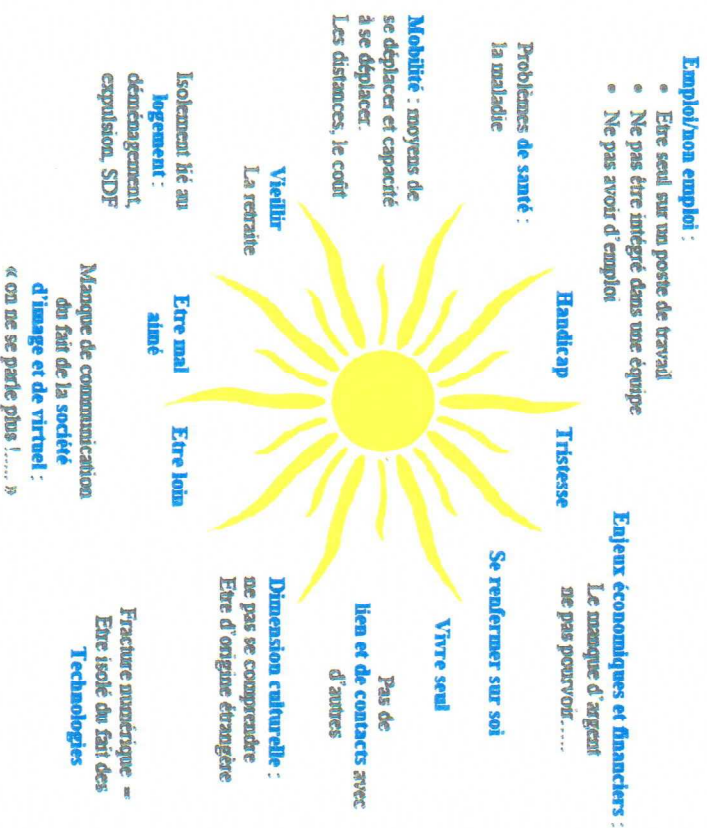 Emploi/non emploi :
• Etre seul sur un poste de travail
• Ne pas être intégré dans une équipe
• Ne pas avoir d'emploi
Enjeux économiques et financiers :
Le manque d'argent
ne pas pourvoir.....
Problèmes de santé :
la maladie
Handicap
Tristesse
Se renfermer sur soi
Mobilité : moyens de
se déplacer et capacité
à se déplacer.
Les distances, le coût
Vivre seul
Pas de
lien et de contacts avec
d'autres
Vieillir
La retraite
Dimension culturelle :
ne pas se comprendre
Etre d'origine étrangère
Isolement lié au
logement :
déménagement,
expulsion, SDF
Etre mal
aimé
Etre loin
Manque de communication
du fait de la société
d'image et de virtuel :
« on ne se parle plus !..... »
Fracture numérique =
Etre isolé du fait des
Technologies